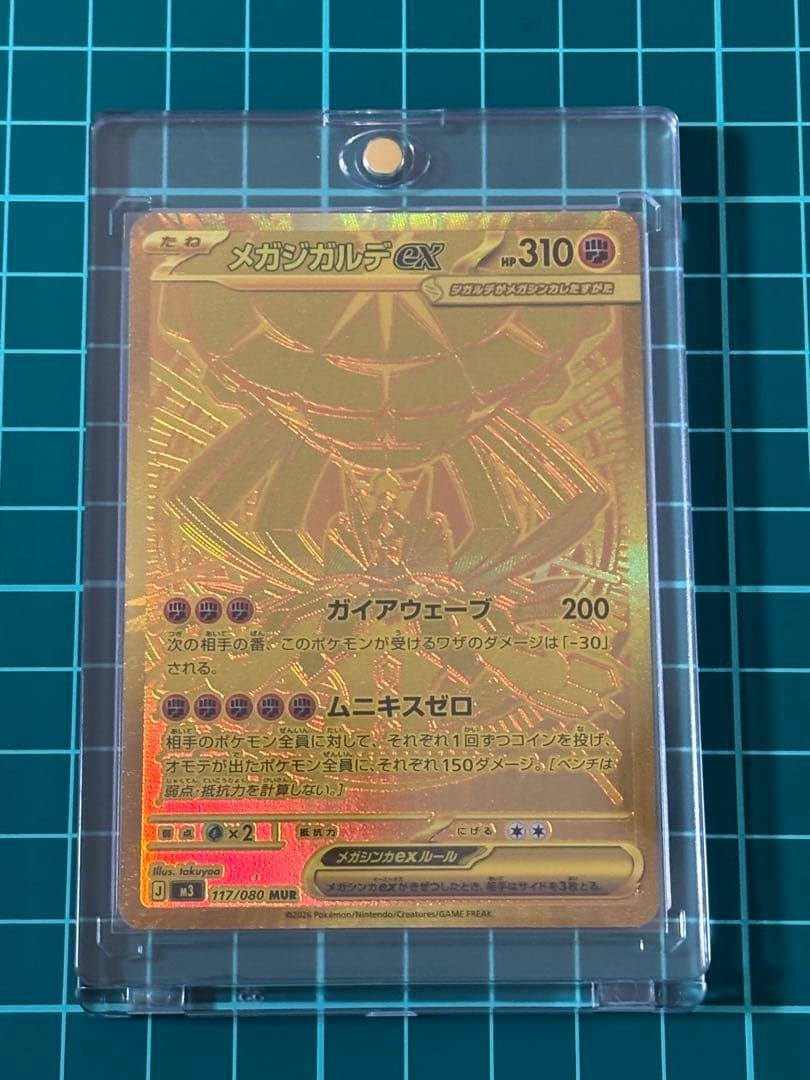 たね メガジガルデex HP310
ジガルデがメガシンカしたすがた
ガイアウェーブ 200
次の相手の番、このポケモンが受けるワザのダメージは「-30」
される。
ムニキスゼロ
相手のポケモン全員に対して、それぞれ1回ずつコインを投げ、
オモテが出たポケモン全員に、それぞれ150ダメージ。[ベンチは
弱点・抵抗力を計算しない。]
弱点 ×2 抵抗力 にげる
メガシンカexルール
メガシンカexがきぜつしたとき、相手はサイドを3枚とる。
Illus. takuyoa
J M3 117/080 MUR
©2026 Pokémon/Nintendo/Creatures/GAME FREAK.